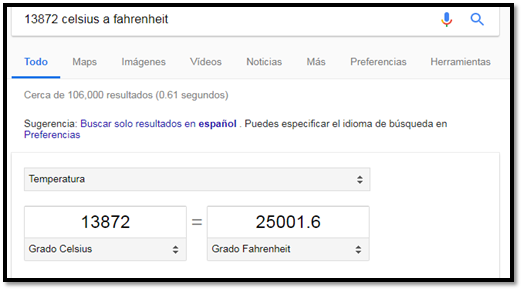 13872 celsius a fahrenheit
Todo Maps Imágenes Vídeos Noticias Más Preferencias Herramientas
Cerca de 106,000 resultados (0.61 segundos)
Sugerencia: Buscar solo resultados en español . Puedes especificar el idioma de búsqueda en
Preferencias
Temperatura
13872 = 25001.6
Grado Celsius Grado Fahrenheit